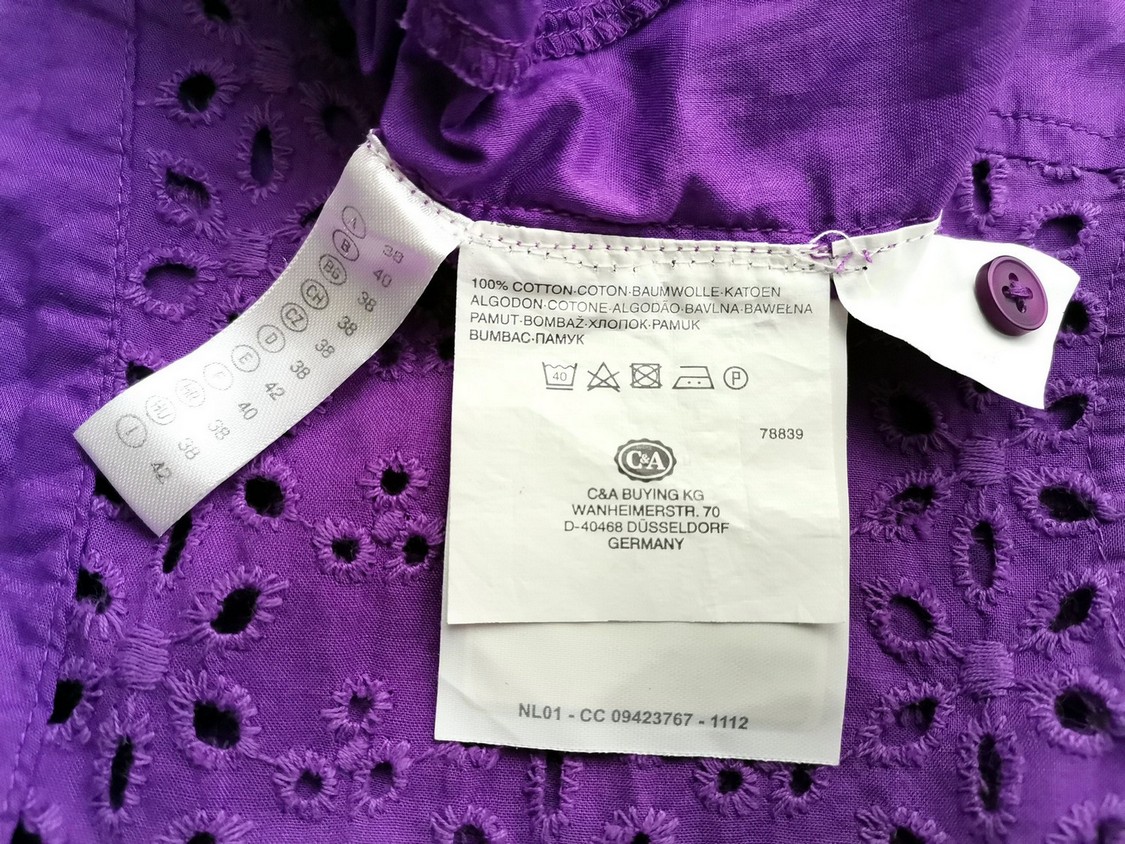 A 38
B 40
BG 38
CH 38
CZ 38
D 38
E 42
F 40
38
HU 38
I 42
100% COTTON·COTON·BAUMWOLLE·KATOEN
ALGODON·COTONE·ALGODÃO·BAVLNA·BAWEŁNA
PAMUT·BOMBAŽ·ХЛОПОК·PAMUK
BUMBAC·ПАМУК
40 P
78839
C&A
C&A BUYING KG
WANHEIMERSTR. 70
D-40468 DÜSSELDORF
GERMANY
NL01 - CC 09423767 - 1112